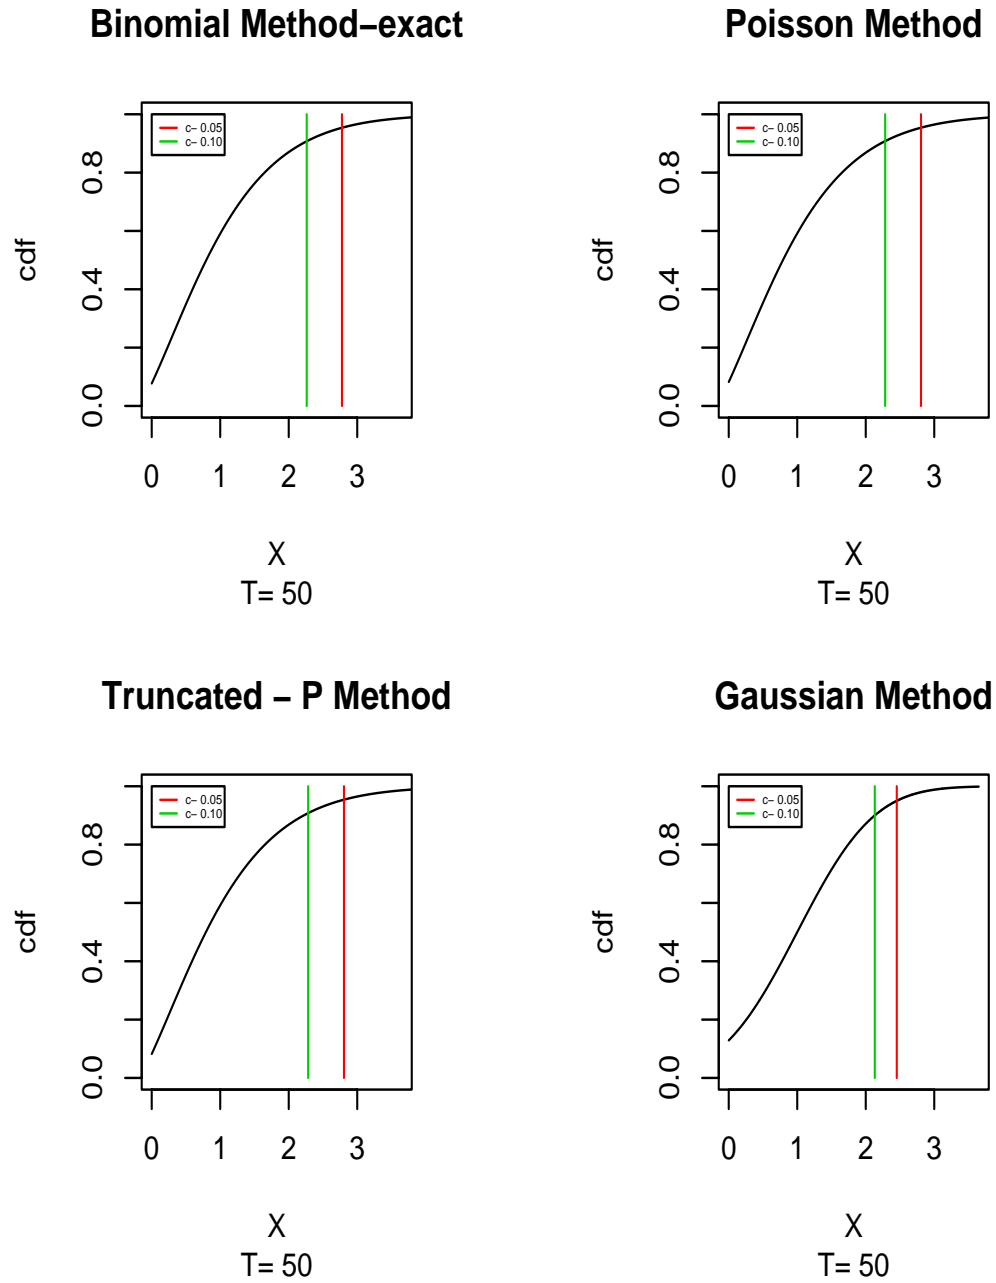 Binomial Method–exact
c– 0.05
c– 0.10
cdf
0.0 0.4 0.8
0 1 2 3
X
T= 50
Poisson Method
c– 0.05
c– 0.10
cdf
0.0 0.4 0.8
0 1 2 3
X
T= 50
Truncated – P Method
c– 0.05
c– 0.10
cdf
0.0 0.4 0.8
0 1 2 3
X
T= 50
Gaussian Method
c– 0.05
c– 0.10
cdf
0.0 0.4 0.8
0 1 2 3
X
T= 50